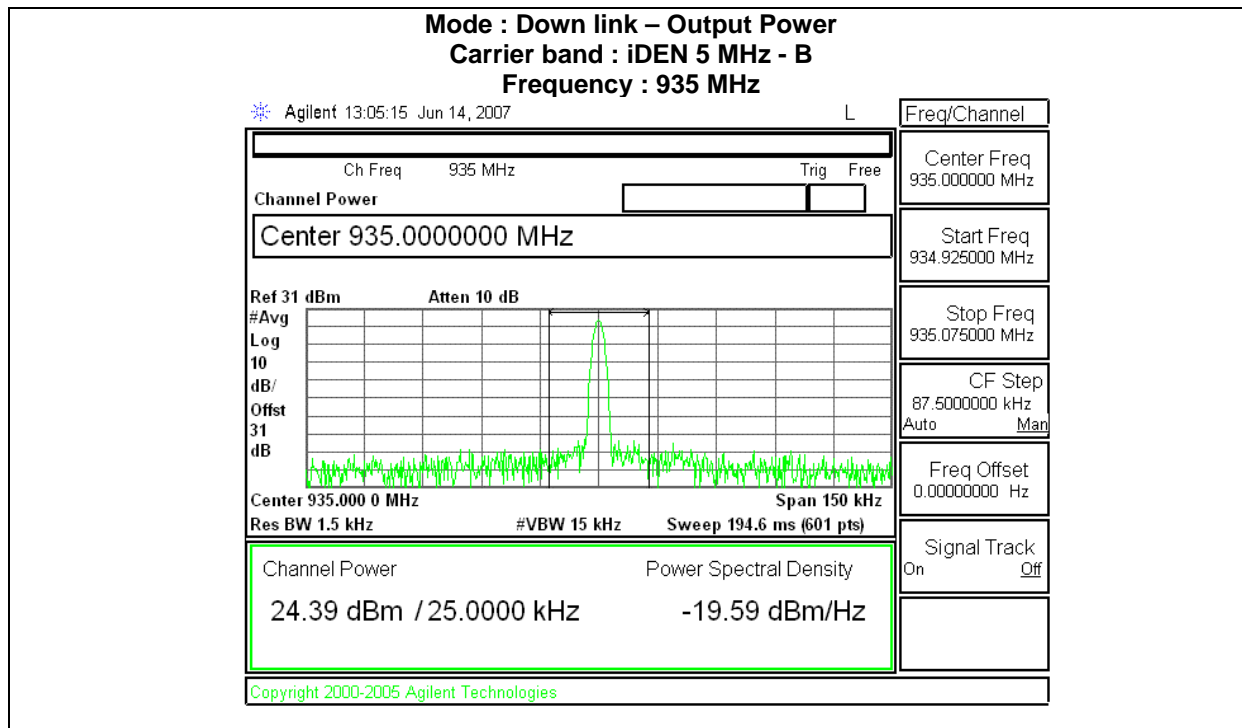 Mode : Down link – Output Power
Carrier band : iDEN 5 MHz - B
Frequency : 935 MHz
Agilent 13:05:15 Jun 14, 2007 L
Freq/Channel
Ch Freq 935 MHz Trig Free
Channel Power
Center 935.0000000 MHz
Ref 31 dBm Atten 10 dB
#Avg
Log
10
dB/
Offst
31
dB
Center 935.000 0 MHz Span 150 kHz
Res BW 1.5 kHz #VBW 15 kHz Sweep 194.6 ms (601 pts)
Channel Power Power Spectral Density
24.39 dBm / 25.0000 kHz -19.59 dBm/Hz
Center Freq
935.000000 MHz
Start Freq
934.925000 MHz
Stop Freq
935.075000 MHz
CF Step
87.5000000 kHz
Auto Man
Freq Offset
0.00000000 Hz
Signal Track
On Off
Copyright 2000-2005 Agilent Technologies